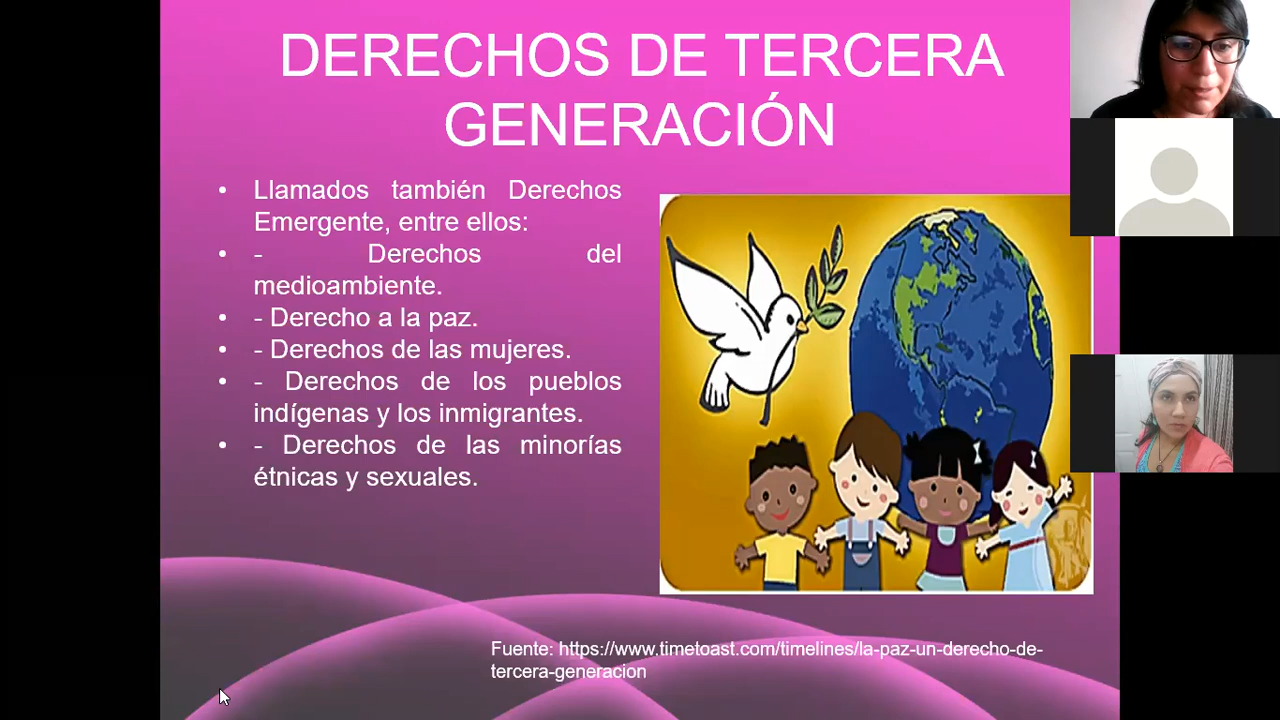 DERECHOS DE TERCERA
GENERACIÓN
• Llamados también Derechos
Emergente, entre ellos:
• - Derechos del
medioambiente.
• - Derecho a la paz.
• - Derechos de las mujeres.
• - Derechos de los pueblos
indígenas y los inmigrantes.
• - Derechos de las minorías
étnicas y sexuales.
Fuente: https://www.timetoast.com/timelines/la-paz-un-derecho-de-
tercera-generacion